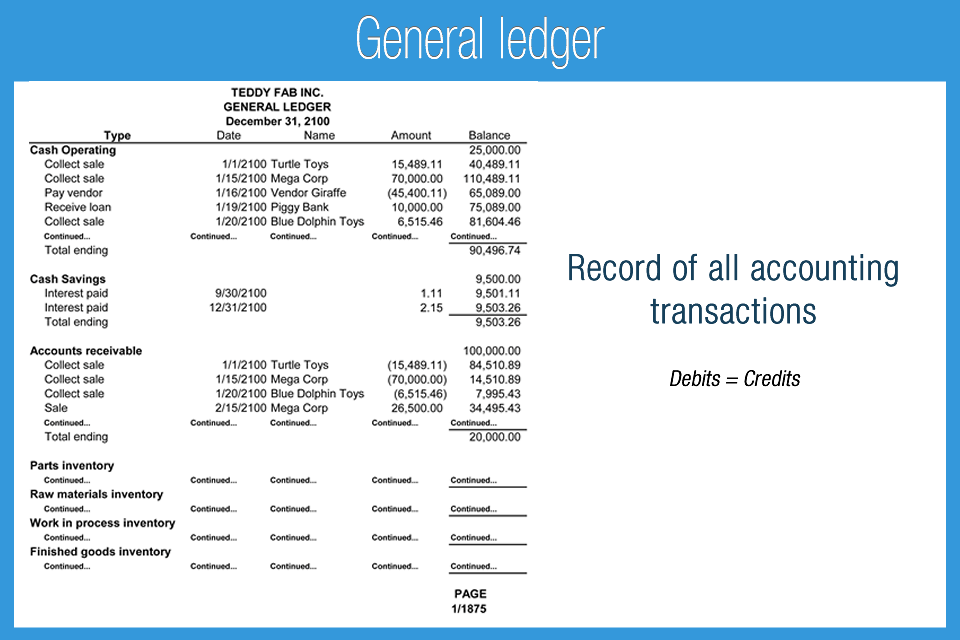 General ledger
TEDDY FAB INC.
GENERAL LEDGER
December 31, 2100
Type Date Name Amount Balance
Cash Operating 25,000.00
Collect sale 1/1/2100 Turtle Toys 15,489.11 40,489.11
Collect sale 1/15/2100 Mega Corp 70,000.00 110,489.11
Pay vendor 1/16/2100 Vendor Giraffe (45,400.11) 65,089.00
Receive loan 1/19/2100 Piggy Bank 10,000.00 75,089.00
Collect sale 1/20/2100 Blue Dolphin Toys 6,515.46 81,604.46
Continued... Continued... Continued... Continued... Continued...
Total ending 90,496.74
Cash Savings 9,500.00
Interest paid 9/30/2100 1.11 9,501.11
Interest paid 12/31/2100 2.15 9,503.26
Total ending 9,503.26
Accounts receivable 100,000.00
Collect sale 1/1/2100 Turtle Toys (15,489.11) 84,510.89
Collect sale 1/15/2100 Mega Corp (70,000.00) 14,510.89
Collect sale 1/20/2100 Blue Dolphin Toys (6,515.46) 7,995.43
Sale 2/15/2100 Mega Corp 26,500.00 34,495.43
Continued... Continued... Continued... Continued... Continued...
Total ending 20,000.00
Parts inventory
Continued... Continued... Continued... Continued... Continued...
Raw materials inventory
Continued... Continued... Continued... Continued... Continued...
Work in process inventory
Continued... Continued... Continued... Continued... Continued...
Finished goods inventory
Continued... Continued... Continued... Continued... Continued...
PAGE
1/1875
Record of all accounting
transactions
Debits = Credits